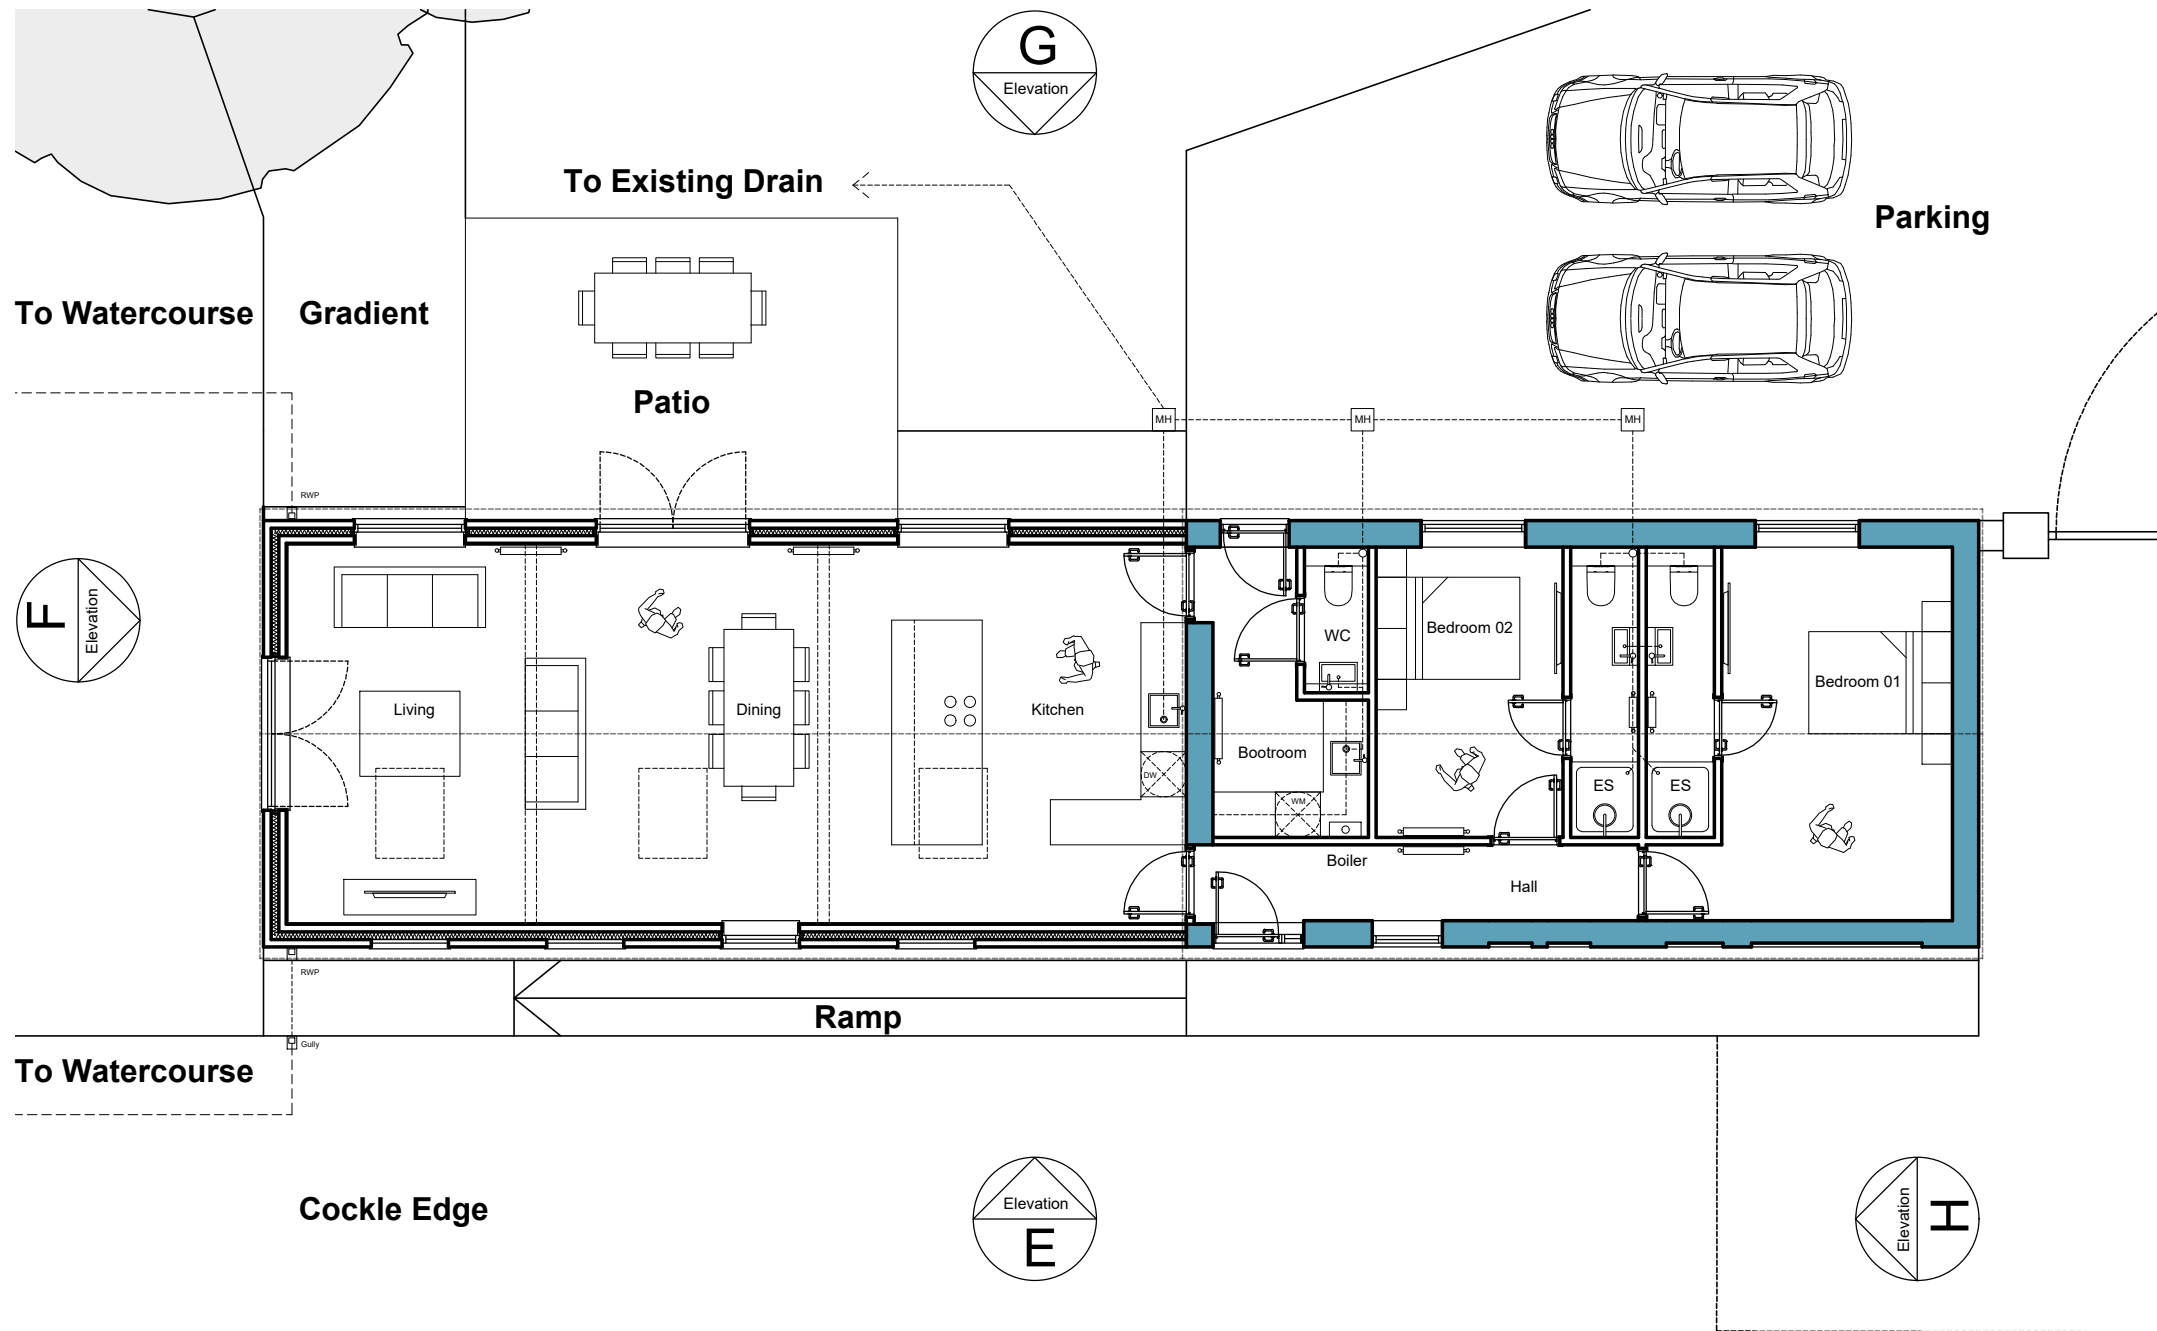 G
Elevation
To Existing Drain
Parking
To Watercourse
Gradient
Patio
MH
MH
MH
RWP
F
Elevation
WC
Bedroom 02
Bedroom 01
Living
Dining
Kitchen
Bootroom
DW
WM
ES
ES
Boiler
Hall
RWP
Ramp
Gully
To Watercourse
Cockle Edge
Elevation
E
Elevation
H